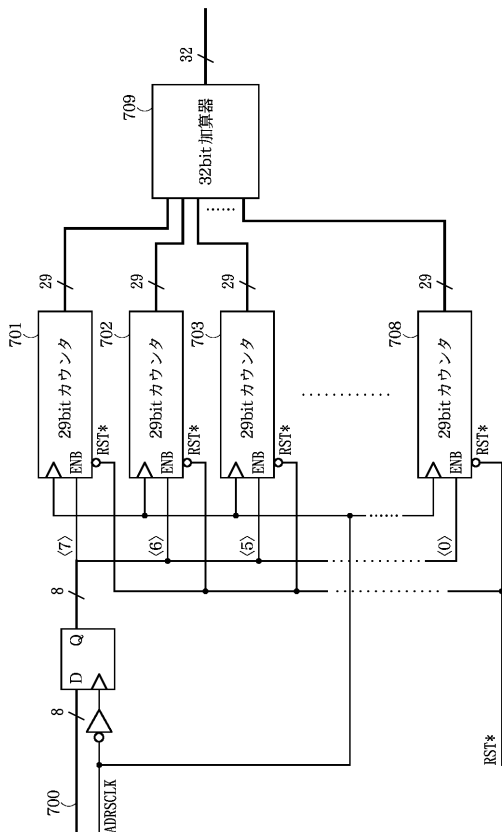 700
8
ADRSCLK
D
Q
8
〈7〉
〈6〉
〈5〉
〈0〉
701
29bitカウンタ
ENB
RST*
29
702
29bitカウンタ
ENB
RST*
29
703
29bitカウンタ
ENB
RST*
29
708
29bitカウンタ
ENB
RST*
29
709
32bit加算器
32
RST*